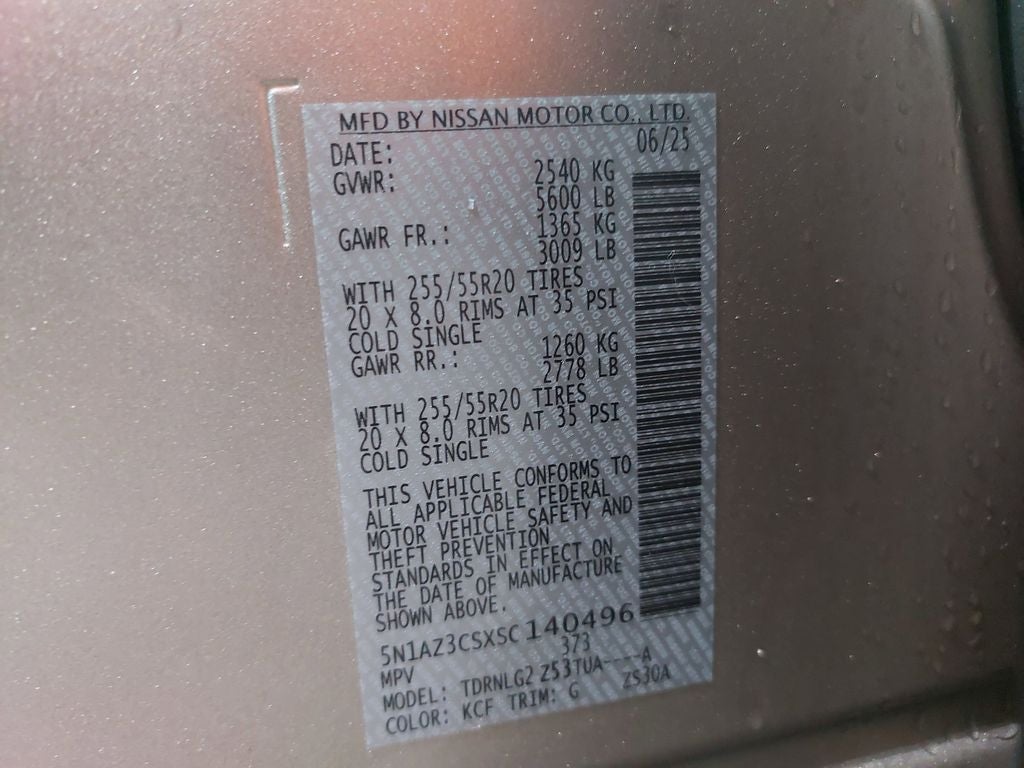 MFD BY NISSAN MOTOR CO., LTD.
DATE: 06/25
GVWR: 2540 KG
5600 LB
GAWR FR.: 1365 KG
3009 LB
WITH 255/55R20 TIRES
20 X 8.0 RIMS AT 35 PSI
COLD SINGLE
GAWR RR.: 1260 KG
2778 LB
WITH 255/55R20 TIRES
20 X 8.0 RIMS AT 35 PSI
COLD SINGLE
THIS VEHICLE CONFORMS TO
ALL APPLICABLE FEDERAL
MOTOR VEHICLE SAFETY AND
THEFT PREVENTION
STANDARDS IN EFFECT ON
THE DATE OF MANUFACTURE
SHOWN ABOVE.
5N1AZ3CSXSC140496
MPV 373
MODEL: TDRNLG2 Z53TUA----A
COLOR: KCF TRIM: G Z530A